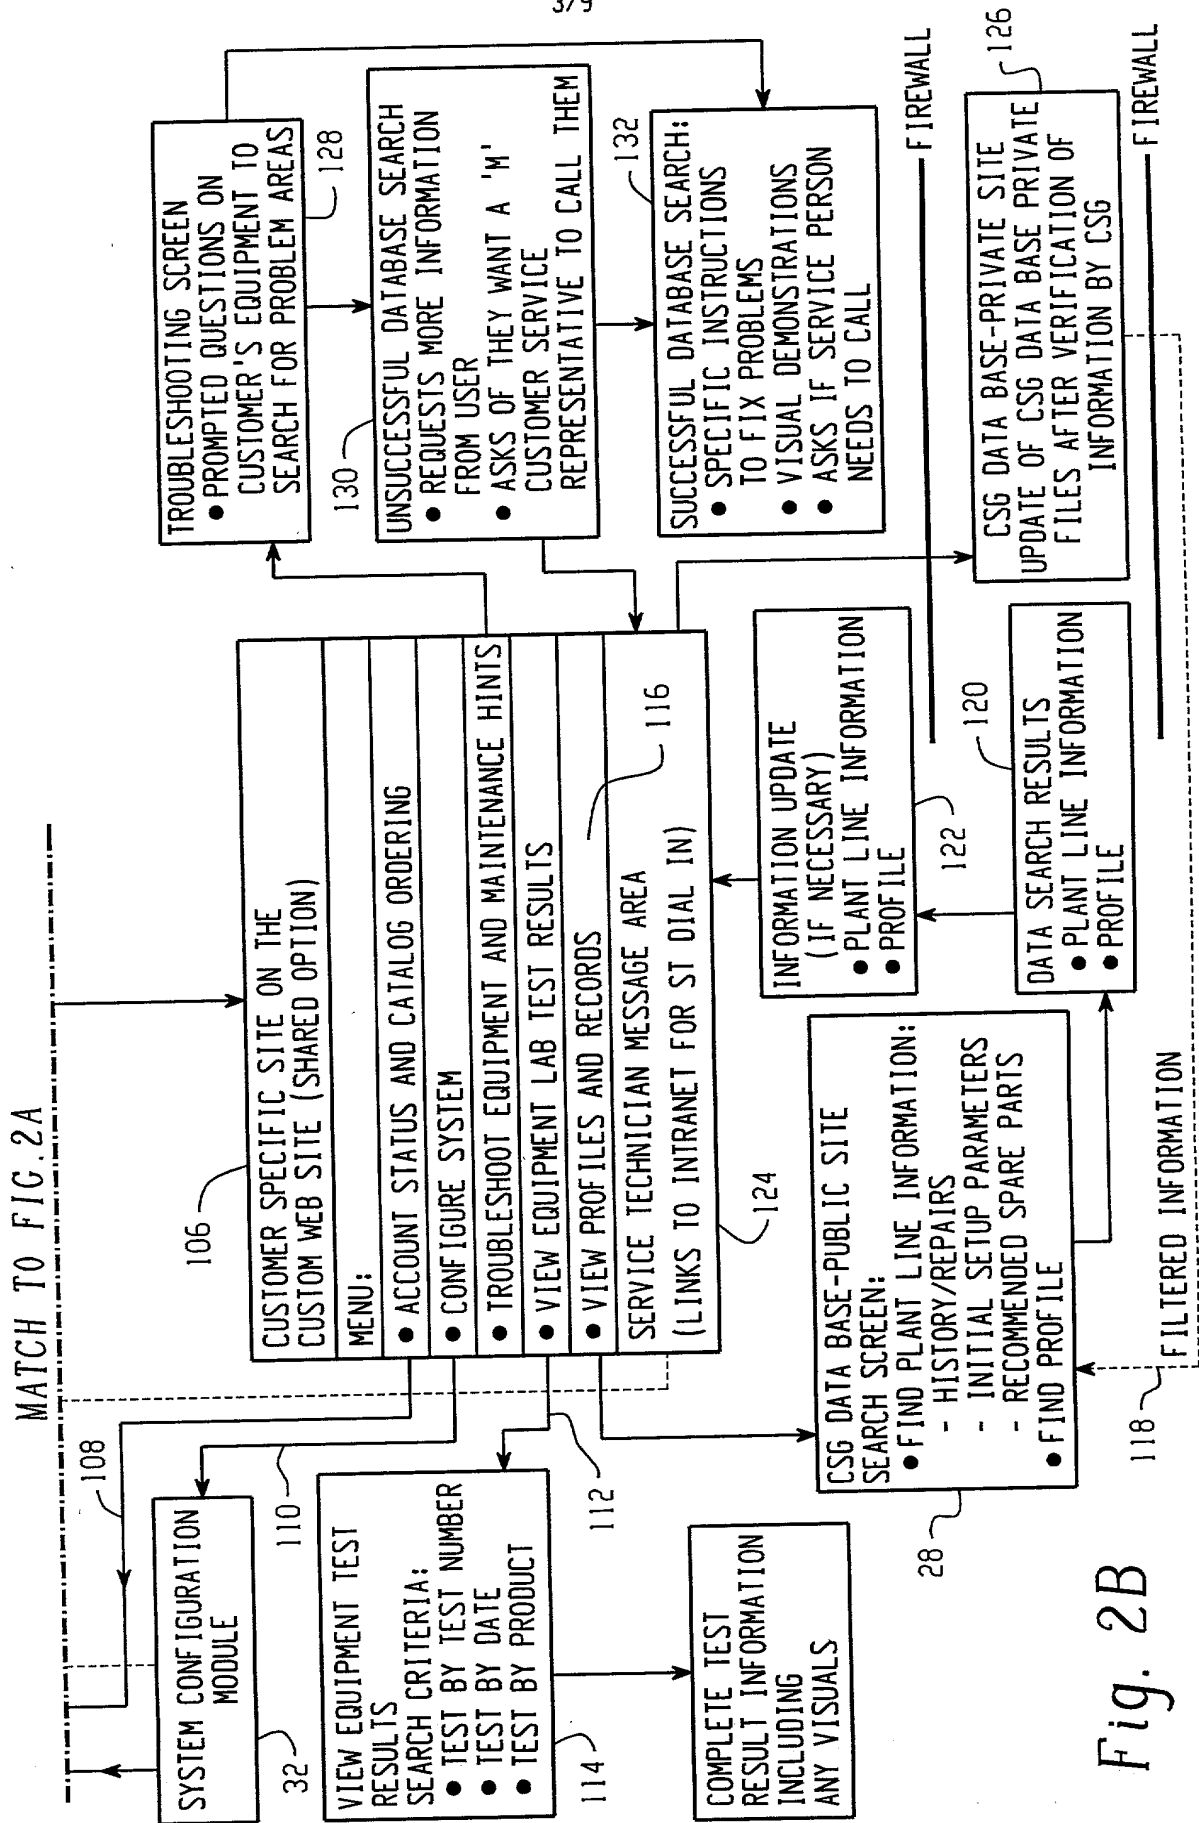 3/9
MATCH TO FIG.2A
108
SYSTEM CONFIGURATION
MODULE
32
110
VIEW EQUIPMENT TEST
RESULTS
SEARCH CRITERIA:
● TEST BY TEST NUMBER
● TEST BY DATE
● TEST BY PRODUCT
114
112
COMPLETE TEST
RESULT INFORMATION
INCLUDING
ANY VISUALS
106
CUSTOMER SPECIFIC SITE ON THE
CUSTOM WEB SITE (SHARED OPTION)
MENU:
● ACCOUNT STATUS AND CATALOG ORDERING
● CONFIGURE SYSTEM
● TROUBLESHOOT EQUIPMENT AND MAINTENANCE HINTS
● VIEW EQUIPMENT LAB TEST RESULTS
● VIEW PROFILES AND RECORDS
116
SERVICE TECHNICIAN MESSAGE AREA
(LINKS TO INTRANET FOR ST DIAL IN)
124
TROUBLESHOOTING SCREEN
● PROMPTED QUESTIONS ON
CUSTOMER'S EQUIPMENT TO
SEARCH FOR PROBLEM AREAS
128
130
UNSUCCESSFUL DATABASE SEARCH
● REQUESTS MORE INFORMATION
FROM USER
● ASKS OF THEY WANT A 'M'
CUSTOMER SERVICE
REPRESENTATIVE TO CALL THEM
132
SUCCESSFUL DATABASE SEARCH:
● SPECIFIC INSTRUCTIONS
TO FIX PROBLEMS
● VISUAL DEMONSTRATIONS
● ASKS IF SERVICE PERSON
NEEDS TO CALL
INFORMATION UPDATE
(IF NECESSARY)
● PLANT LINE INFORMATION
● PROFILE
122
FIREWALL
CSG DATA BASE-PUBLIC SITE
SEARCH SCREEN:
● FIND PLANT LINE INFORMATION:
- HISTORY/REPAIRS
- INITIAL SETUP PARAMETERS
- RECOMMENDED SPARE PARTS
● FIND PROFILE
28
120
DATA SEARCH RESULTS
● PLANT LINE INFORMATION
● PROFILE
CSG DATA BASE-PRIVATE SITE
UPDATE OF CSG DATA BASE PRIVATE
FILES AFTER VERIFICATION OF
INFORMATION BY CSG
126
FIREWALL
118
FILTERED INFORMATION
Fig. 2B